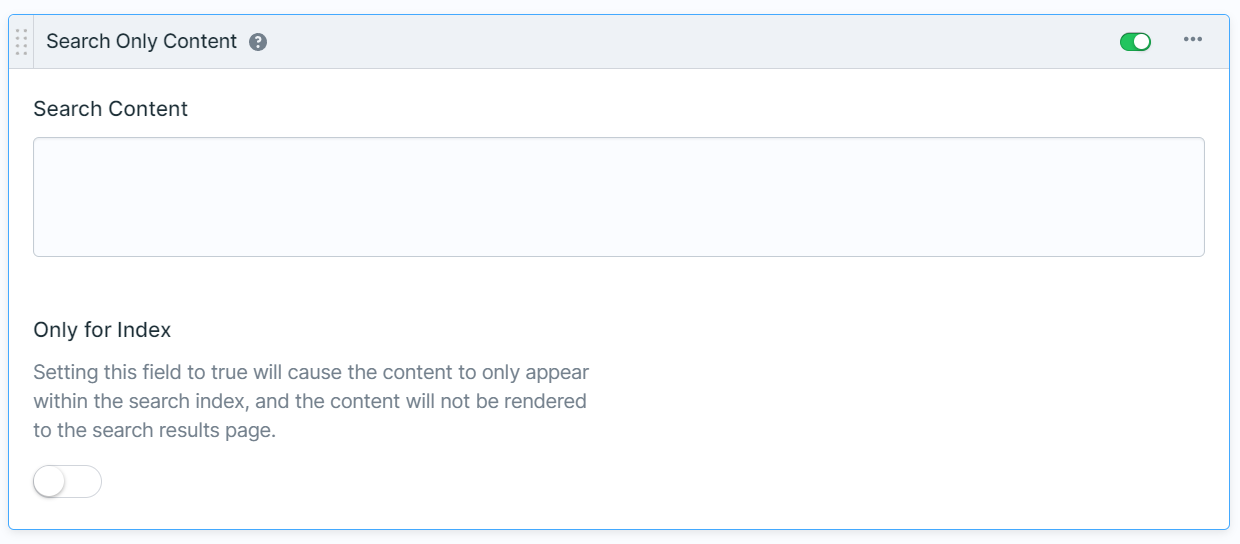 Search Only Content ?
Search Content
Only for Index
Setting this field to true will cause the content to only appear
within the search index, and the content will not be rendered
to the search results page.